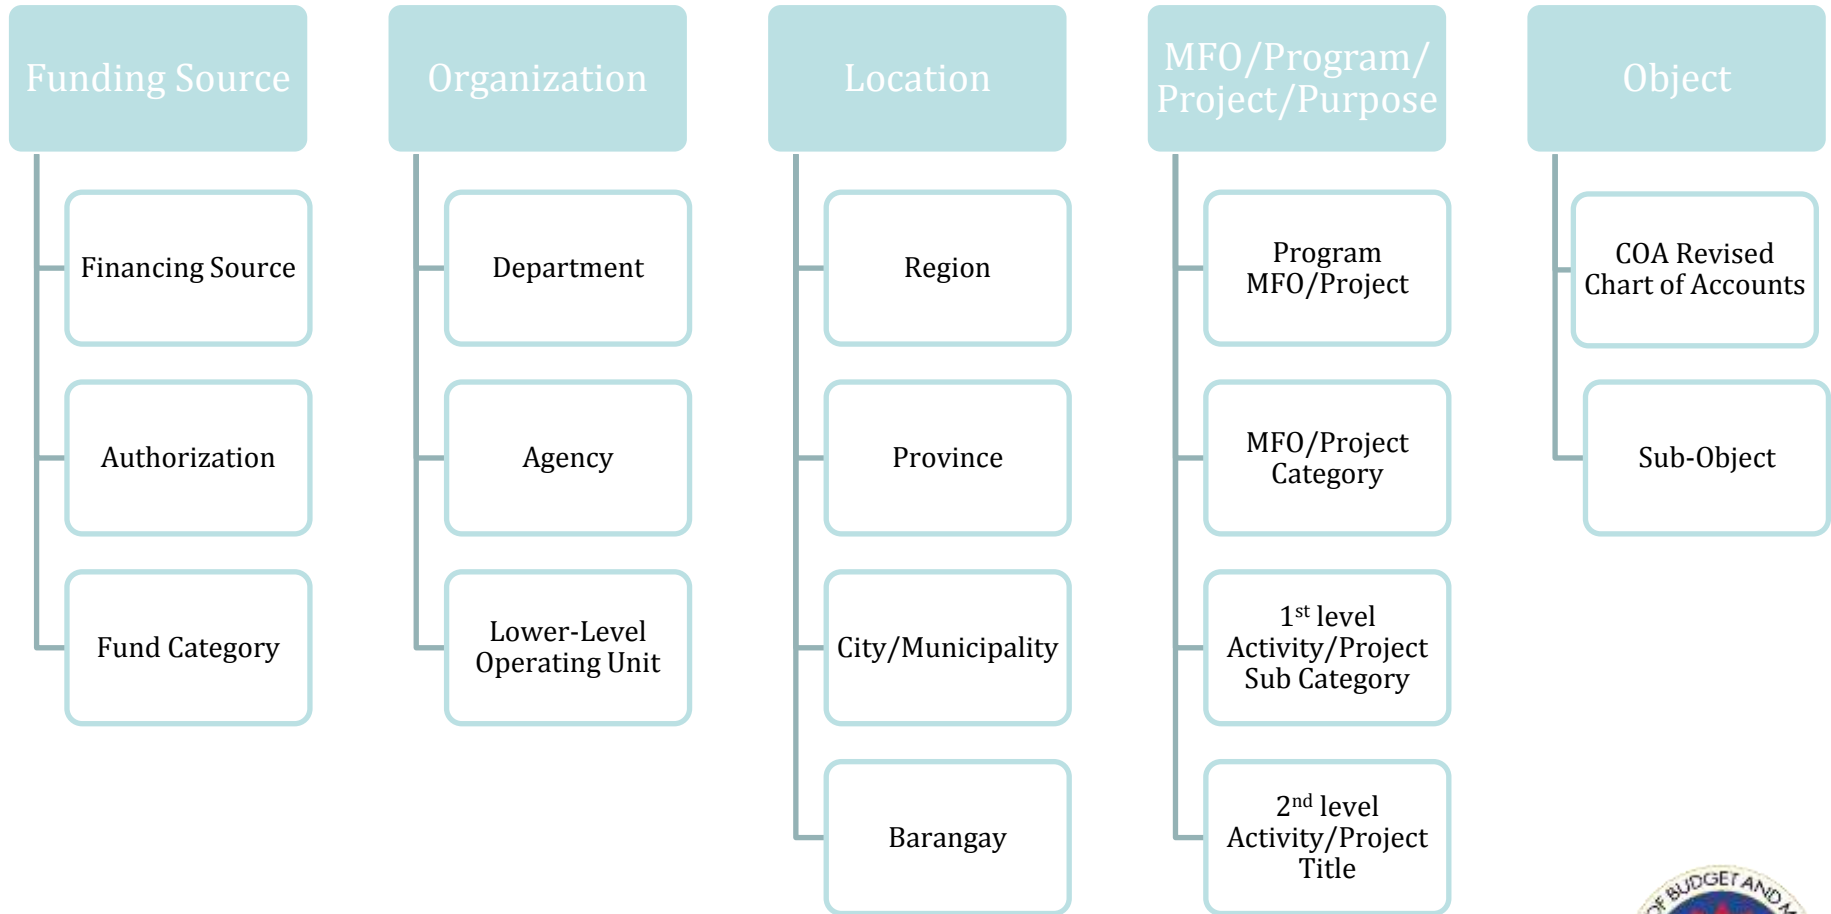 Funding Source
Financing Source
Authorization
Fund Category
Organization
Department
Agency
Lower-Level
Operating Unit
Location
Region
Province
City/Municipality
Barangay
MFO/Program/
Project/Purpose
Program
MFO/Project
MFO/Project
Category
1st level
Activity/Project
Sub Category
2nd level
Activity/Project
Title
Object
COA Revised
Chart of Accounts
Sub-Object
OF BUDGET AND